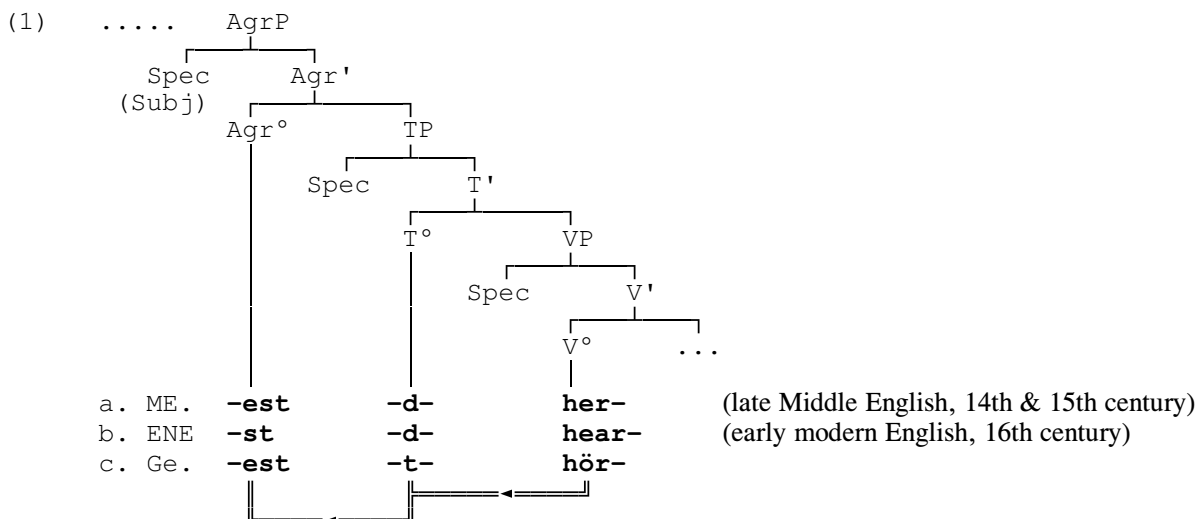 (1) ..... AgrP
Spec Agr'
(Subj)
Agr° TP
Spec T'
T° VP
Spec V'
V° ...
a. ME. -est -d- her- (late Middle English, 14th & 15th century)
b. ENE -st -d- hear- (early modern English, 16th century)
c. Ge. -est -t- hör-